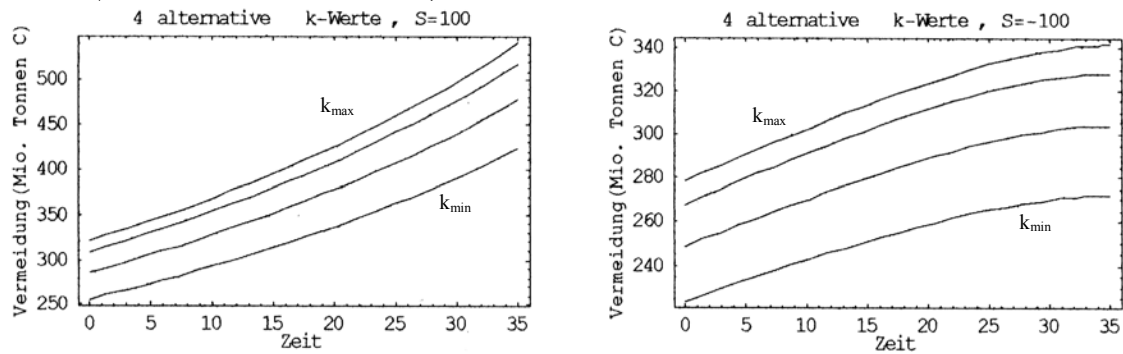 4 alternative k-Werte , S=100
Vermeidung(Mio. Tonnen C)
500
450
400
350
300
250
k_max
k_min
0 5 10 15 20 25 30 35
Zeit
4 alternative k-Werte , S=-100
Vermeidung(Mio. Tonnen C)
340
320
300
280
260
240
k_max
k_min
0 5 10 15 20 25 30 35
Zeit